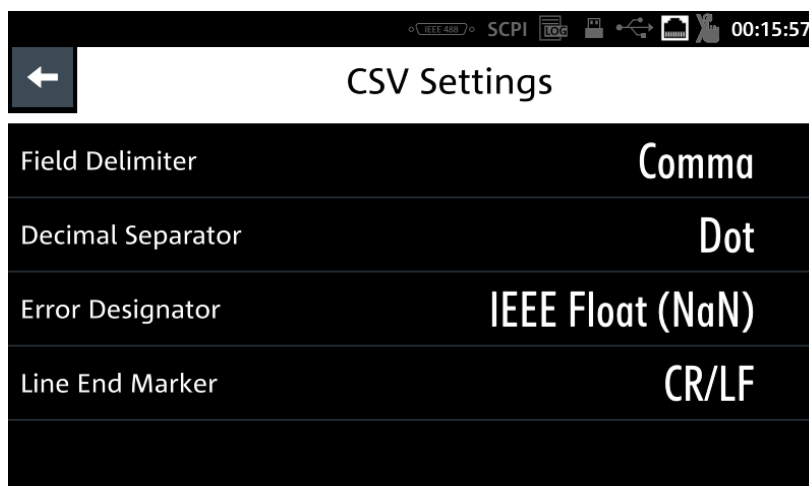 IEEE 488 SCPI LOG 00:15:57
CSV Settings
Field Delimiter Comma
Decimal Separator Dot
Error Designator IEEE Float (NaN)
Line End Marker CR/LF